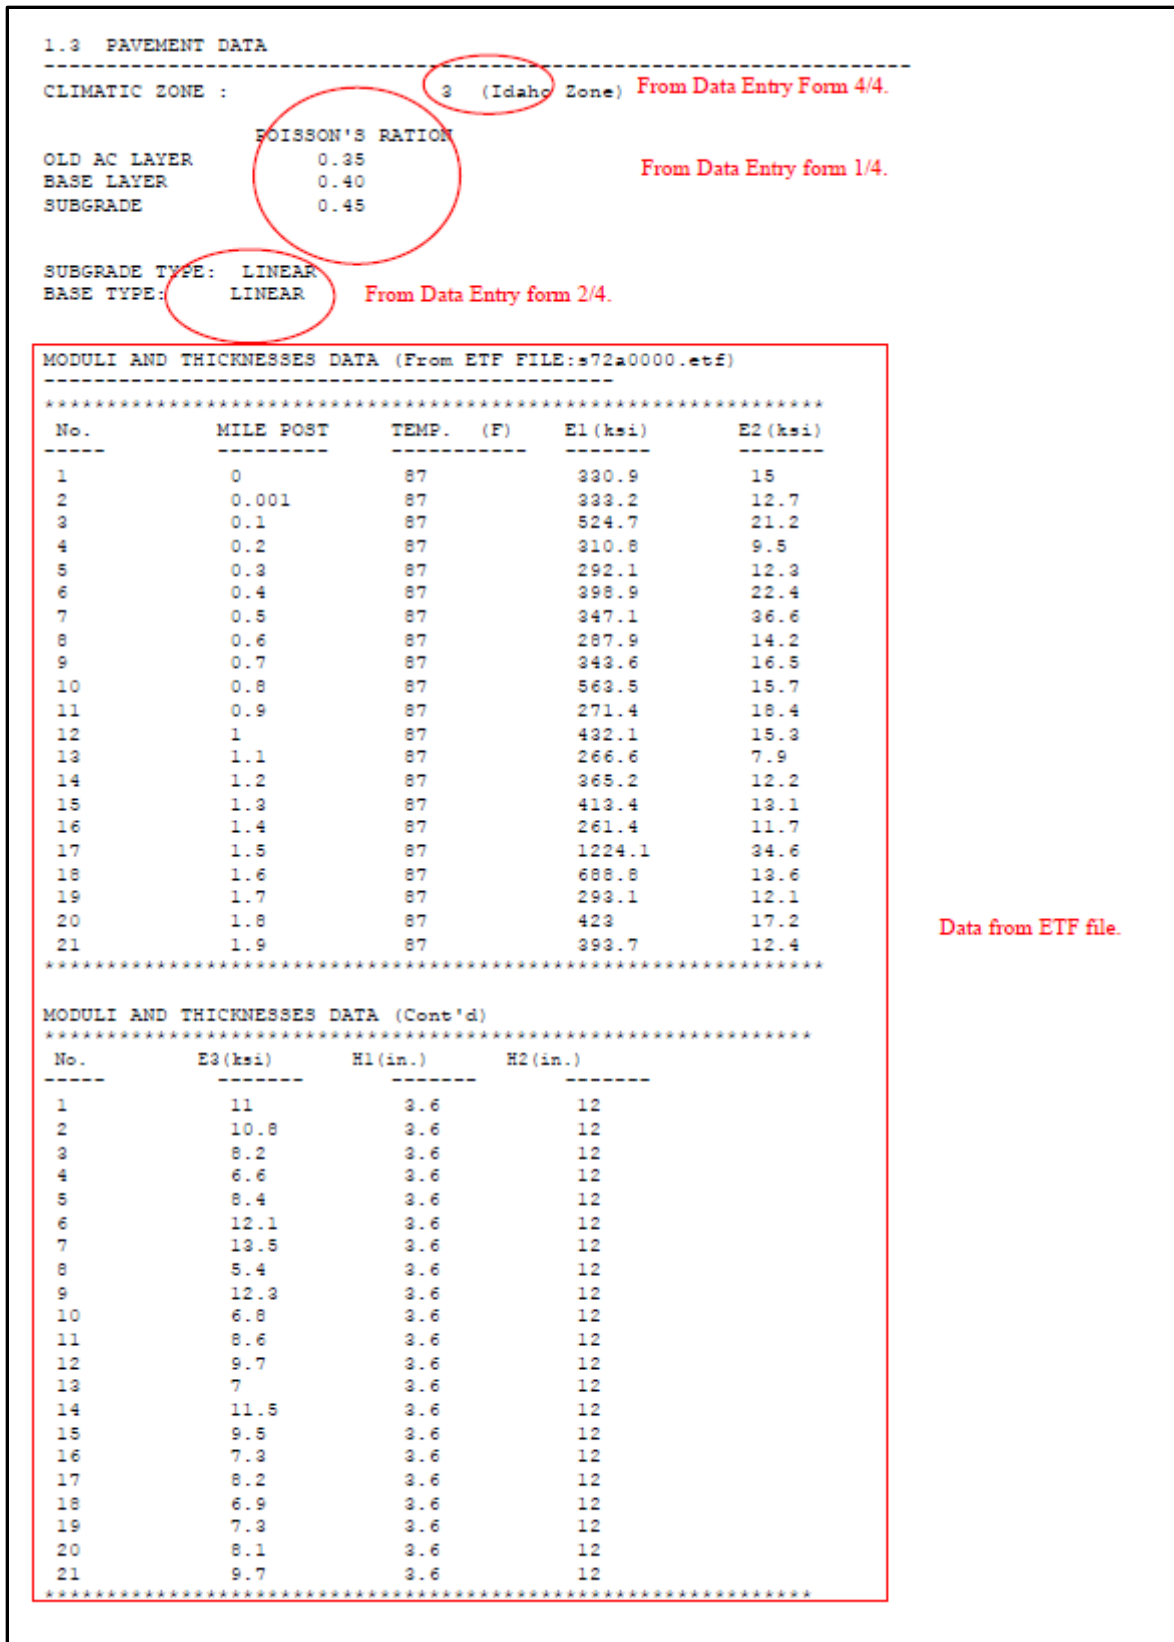 1.3 PAVEMENT DATA
----------------------------------------------------------------------
CLIMATIC ZONE : 3 (Idaho Zone) From Data Entry Form 4/4.
POISSON'S RATION
OLD AC LAYER 0.35
BASE LAYER 0.40 From Data Entry form 1/4.
SUBGRADE 0.45
SUBGRADE TYPE: LINEAR
BASE TYPE: LINEAR From Data Entry form 2/4.
MODULI AND THICKNESSES DATA (From ETF FILE:s72a0000.etf)
----------------------------------------------
***************************************************************
No. MILE POST TEMP. (F) E1(ksi) E2(ksi)
----- --------- ----------- ------- -------
1 0 87 330.9 15
2 0.001 87 333.2 12.7
3 0.1 87 524.7 21.2
4 0.2 87 310.8 9.5
5 0.3 87 292.1 12.3
6 0.4 87 398.9 22.4
7 0.5 87 347.1 36.6
8 0.6 87 287.9 14.2
9 0.7 87 343.6 16.5
10 0.8 87 563.5 15.7
11 0.9 87 271.4 18.4
12 1 87 432.1 15.3
13 1.1 87 266.6 7.9
14 1.2 87 365.2 12.2
15 1.3 87 413.4 13.1
16 1.4 87 261.4 11.7
17 1.5 87 1224.1 34.6
18 1.6 87 688.8 13.6
19 1.7 87 293.1 12.1
20 1.8 87 423 17.2
Data from ETF file.
21 1.9 87 393.7 12.4
***************************************************************
MODULI AND THICKNESSES DATA (Cont'd)
**************************************************************
No. E3(ksi) H1(in.) H2(in.)
----- ------- ------- -------
1 11 3.6 12
2 10.8 3.6 12
3 8.2 3.6 12
4 6.6 3.6 12
5 8.4 3.6 12
6 12.1 3.6 12
7 13.5 3.6 12
8 5.4 3.6 12
9 12.3 3.6 12
10 6.8 3.6 12
11 8.6 3.6 12
12 9.7 3.6 12
13 7 3.6 12
14 11.5 3.6 12
15 9.5 3.6 12
16 7.3 3.6 12
17 8.2 3.6 12
18 6.9 3.6 12
19 7.3 3.6 12
20 8.1 3.6 12
21 9.7 3.6 12
**************************************************************